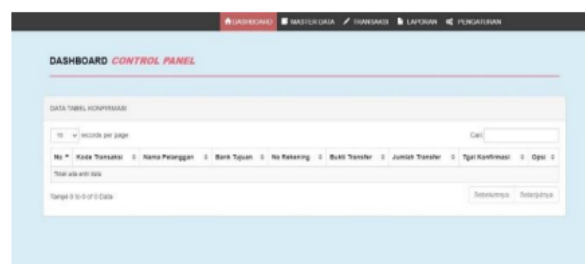 DASHBOARD MASTER DATA TRANSAKSI LAPORAN PENGATURAN
DASHBOARD CONTROL PANEL
DATA TABEL KONFIRMASI
10 records per page Cari:
No Kode Transaksi Nama Pelanggan Bank Tujuan No Rekening Bukti Transfer Jumlah Transfer Tgal Konfirmasi Opsi
Tidak ada entri data
Tampil 0 to 0 of 0 Data Sebelumnya Selanjutnya